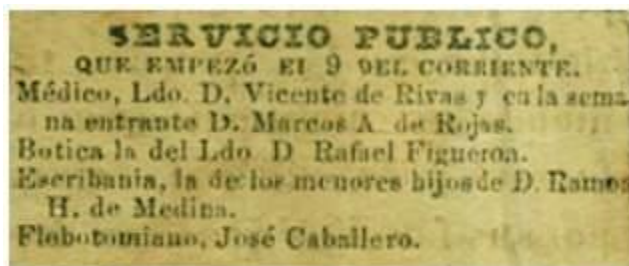 SERVICIO PUBLICO,
QUE EMPEZÓ EL 9 DEL CORRIENTE.
Médico, Ldo. D. Vicente de Rivas y en la sema
na entrante D. Marcos A. de Rojas.
Botica la del Ldo. D Rafael Figueroa.
Escribania, la de los menores hijos de D. Ramos
H. de Medina.
Flebotomiano, José Caballero.